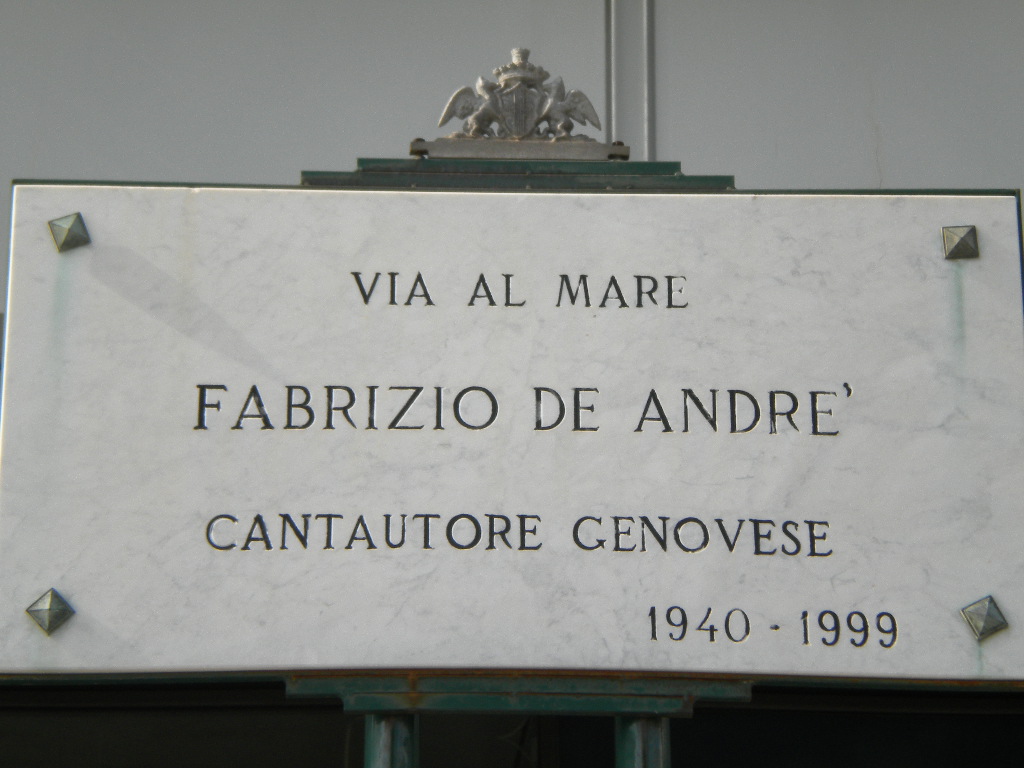 VIA AL MARE
FABRIZIO DE ANDRE'
CANTAUTORE GENOVESE
1940 - 1999